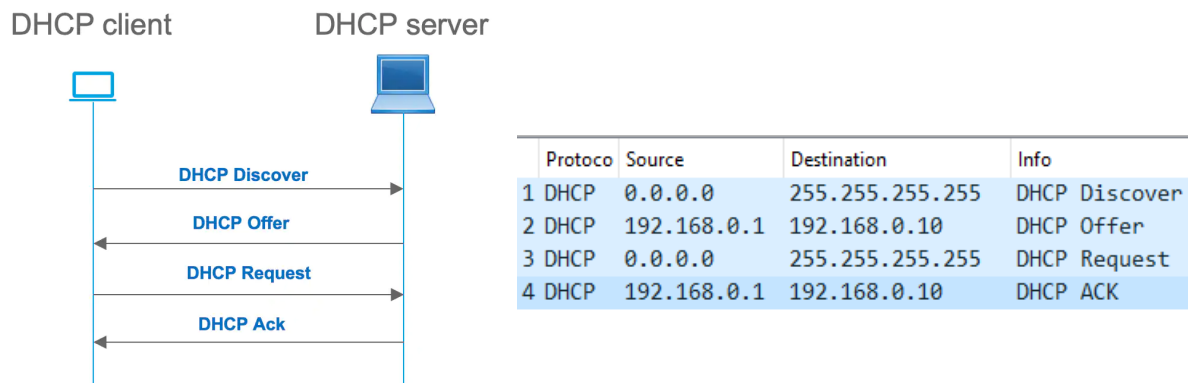 DHCP client DHCP server
DHCP Discover
DHCP Offer
DHCP Request
DHCP Ack
Protoco Source Destination Info
1 DHCP 0.0.0.0 255.255.255.255 DHCP Discover
2 DHCP 192.168.0.1 192.168.0.10 DHCP Offer
3 DHCP 0.0.0.0 255.255.255.255 DHCP Request
4 DHCP 192.168.0.1 192.168.0.10 DHCP ACK